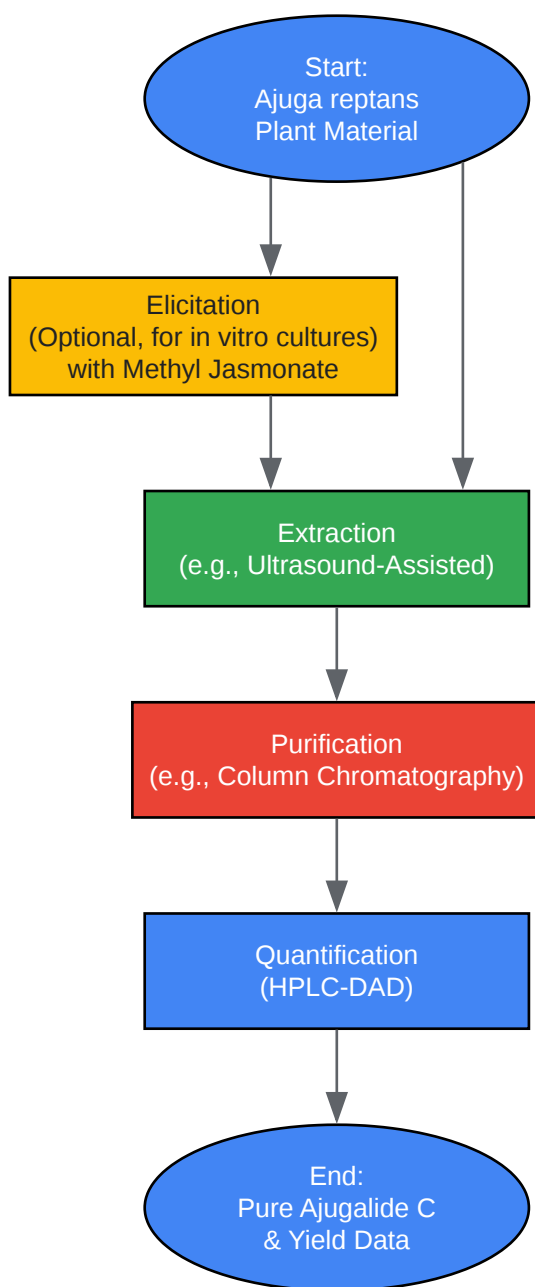 Start:
Ajuga reptans
Plant Material
Elicitation
(Optional, for in vitro cultures)
with Methyl Jasmonate
Extraction
(e.g., Ultrasound-Assisted)
Purification
(e.g., Column Chromatography)
Quantification
(HPLC-DAD)
End:
Pure Ajugalide C
& Yield Data